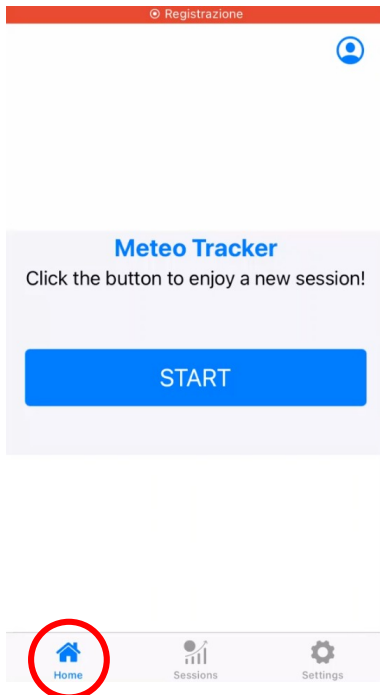 Registrazione
Meteo Tracker
Click the button to enjoy a new session!
START
Home Sessions Settings